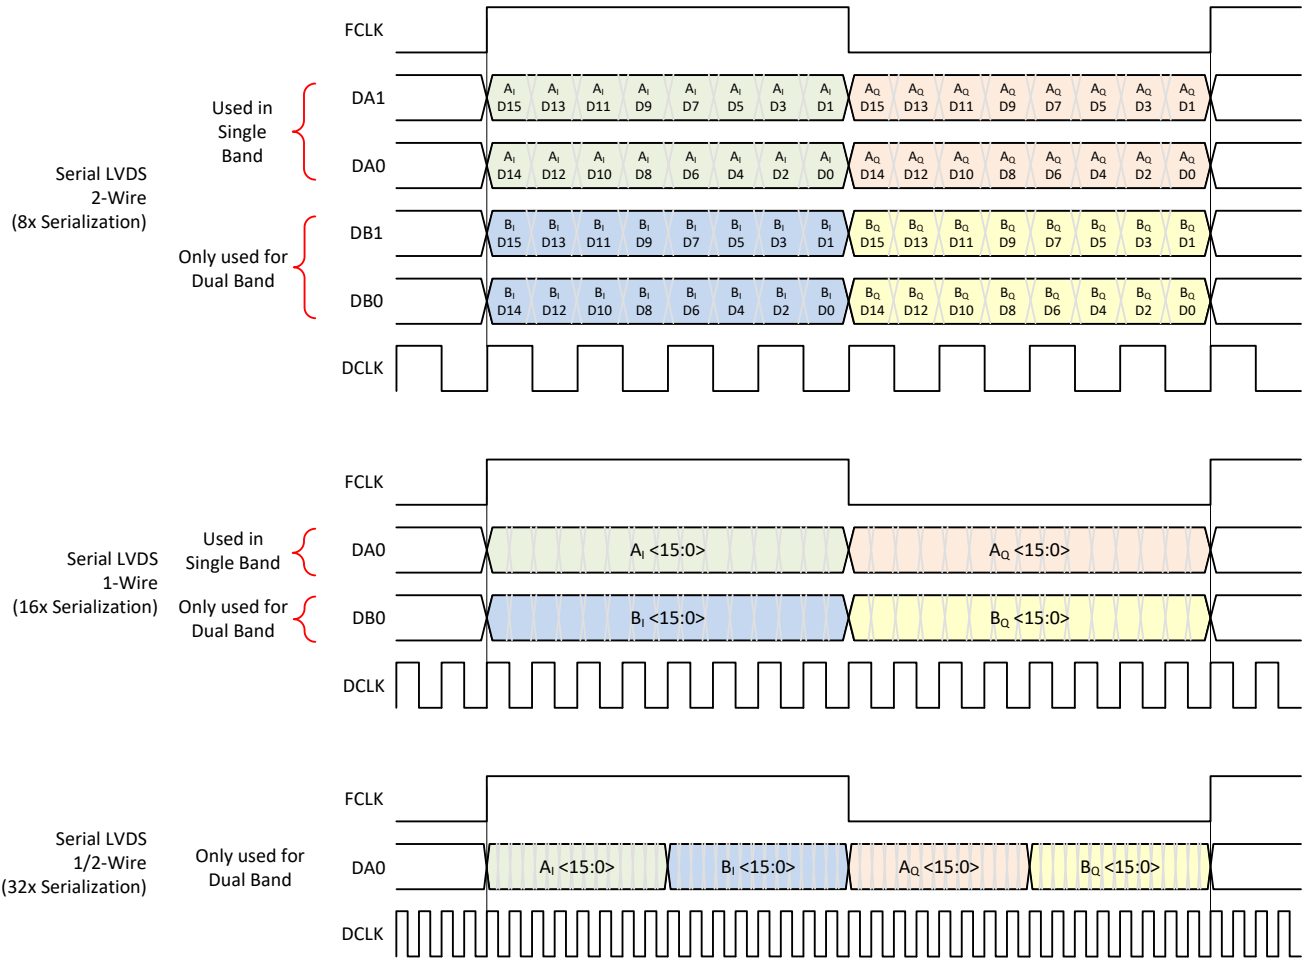 FCLK
Used in
Single
Band
DA1
A_I A_I A_I A_I A_I A_I A_I A_I A_Q A_Q A_Q A_Q A_Q A_Q A_Q A_Q
D15 D13 D11 D9 D7 D5 D3 D1 D15 D13 D11 D9 D7 D5 D3 D1
DA0
A_I A_I A_I A_I A_I A_I A_I A_I A_Q A_Q A_Q A_Q A_Q A_Q A_Q A_Q
D14 D12 D10 D8 D6 D4 D2 D0 D14 D12 D10 D8 D6 D4 D2 D0
Serial LVDS
2-Wire
(8x Serialization)
Only used for
Dual Band
DB1
B_I B_I B_I B_I B_I B_I B_I B_I B_Q B_Q B_Q B_Q B_Q B_Q B_Q B_Q
D15 D13 D11 D9 D7 D5 D3 D1 D15 D13 D11 D9 D7 D5 D3 D1
DB0
B_I B_I B_I B_I B_I B_I B_I B_I B_Q B_Q B_Q B_Q B_Q B_Q B_Q B_Q
D14 D12 D10 D8 D6 D4 D2 D0 D14 D12 D10 D8 D6 D4 D2 D0
DCLK
FCLK
Used in
Single Band
DA0
A_I <15:0> A_Q <15:0>
Serial LVDS
1-Wire
(16x Serialization)
Only used for
Dual Band
DB0
B_I <15:0> B_Q <15:0>
DCLK
FCLK
Serial LVDS
1/2-Wire
(32x Serialization)
Only used for
Dual Band
DA0
A_I <15:0> B_I <15:0> A_Q <15:0> B_Q <15:0>
DCLK